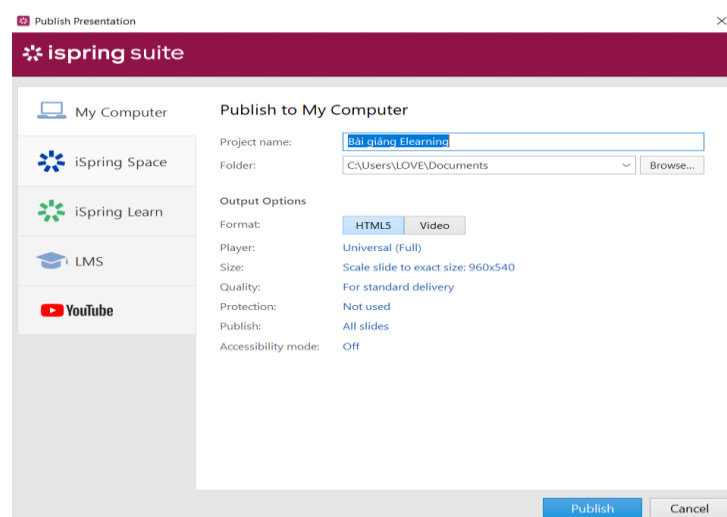 Publish Presentation
ispring suite
My Computer
iSpring Space
iSpring Learn
LMS
YouTube
Publish to My Computer
Project name: Bài giảng Elearning
Folder: C:\Users\LOVE\Documents Browse...
Output Options
Format: HTML5 Video
Player: Universal (Full)
Size: Scale slide to exact size: 960x540
Quality: For standard delivery
Protection: Not used
Publish: All slides
Accessibility mode: Off
Publish Cancel